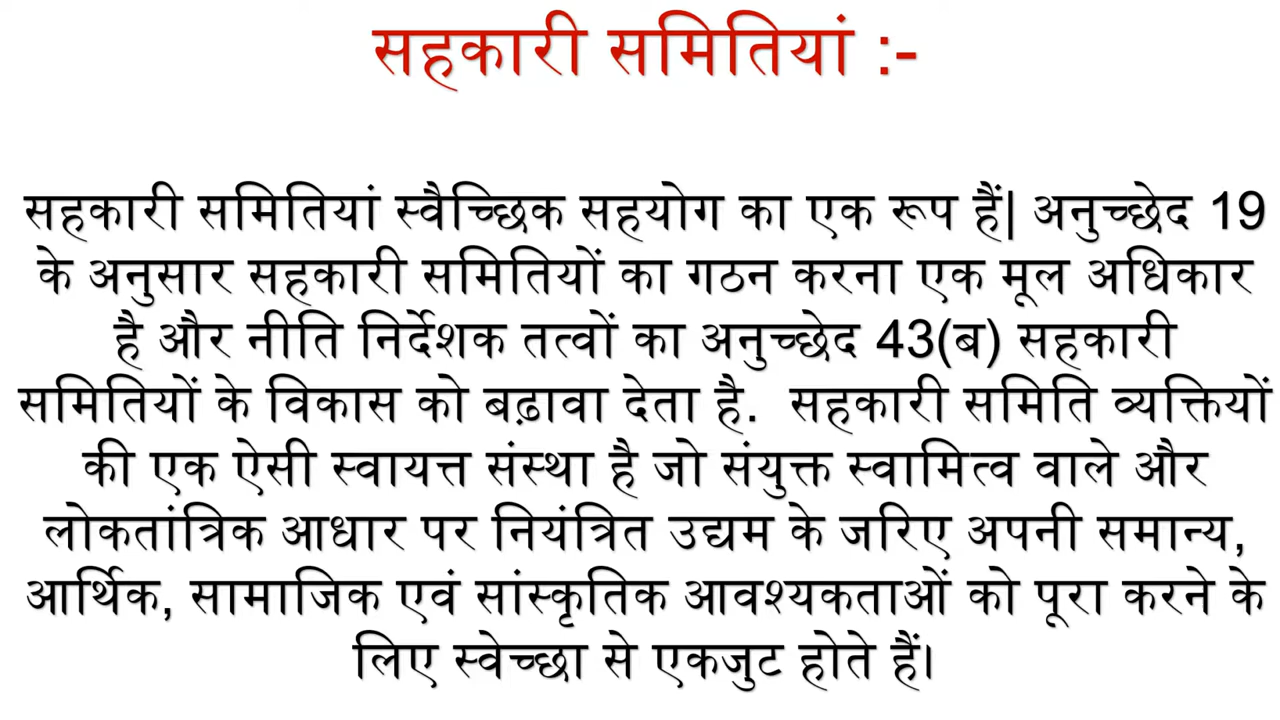 सहकारी समितियां :-
सहकारी समितियां स्वैच्छिक सहयोग का एक रूप हैं| अनुच्छेद 19
के अनुसार सहकारी समितियों का गठन करना एक मूल अधिकार
है और नीति निर्देशक तत्वों का अनुच्छेद 43(ब) सहकारी
समितियों के विकास को बढ़ावा देता है. सहकारी समिति व्यक्तियों
की एक ऐसी स्वायत्त संस्था है जो संयुक्त स्वामित्व वाले और
लोकतांत्रिक आधार पर नियंत्रित उद्यम के जरिए अपनी समान्य,
आर्थिक, सामाजिक एवं सांस्कृतिक आवश्यकताओं को पूरा करने के
लिए स्वेच्छा से एकजुट होते हैं।